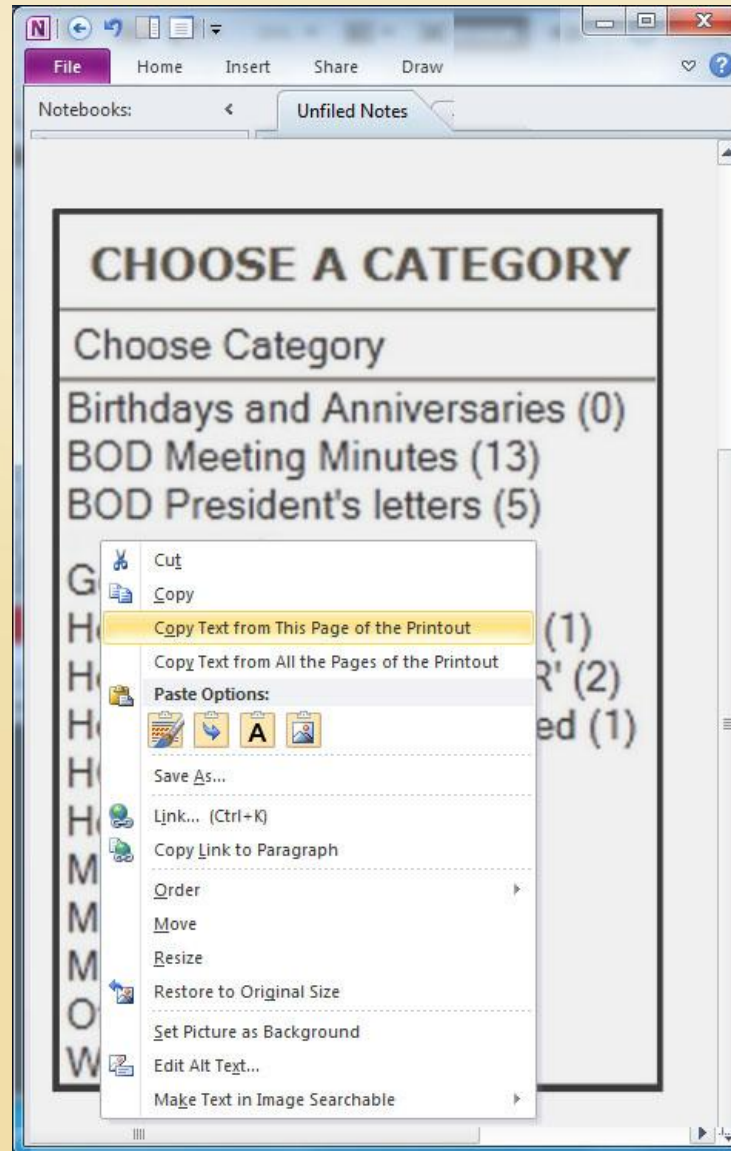 File Home Insert Share Draw
Notebooks: Unfiled Notes
CHOOSE A CATEGORY
Choose Category
Birthdays and Anniversaries (0)
BOD Meeting Minutes (13)
BOD President's letters (5)
Cut
Copy
Copy Text from This Page of the Printout
(1)
Copy Text from All the Pages of the Printout
(2)
Paste Options:
(1)
Save As...
Link... (Ctrl+K)
Copy Link to Paragraph
Order
Move
Resize
Restore to Original Size
Set Picture as Background
Edit Alt Text...
Make Text in Image Searchable